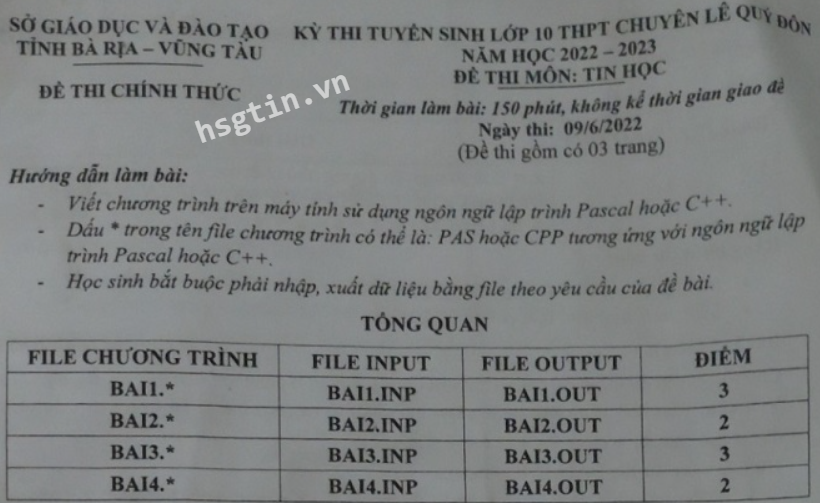 SỞ GIÁO DỤC VÀ ĐÀO TẠO
TỈNH BÀ RỊA – VŨNG TÀU
ĐỀ THI CHÍNH THỨC
KỲ THI TUYỂN SINH LỚP 10 THPT CHUYÊN LÊ QUÝ ĐÔN
NĂM HỌC 2022 – 2023
ĐỀ THI MÔN: TIN HỌC
Thời gian làm bài: 150 phút, không kể thời gian giao đề
Ngày thi: 09/6/2022
(Đề thi gồm có 03 trang)
hsgtin.vn
Hướng dẫn làm bài:
- Viết chương trình trên máy tính sử dụng ngôn ngữ lập trình Pascal hoặc C++.
- Dấu * trong tên file chương trình có thể là: PAS hoặc CPP tương ứng với ngôn ngữ lập
trình Pascal hoặc C++.
- Học sinh bắt buộc phải nhập, xuất dữ liệu bằng file theo yêu cầu của đề bài.
TỔNG QUAN
FILE CHƯƠNG TRÌNH FILE INPUT FILE OUTPUT ĐIỂM
BAI1.* BAI1.INP BAI1.OUT 3
BAI2.* BAI2.INP BAI2.OUT 2
BAI3.* BAI3.INP BAI3.OUT 3
BAI4.* BAI4.INP BAI4.OUT 2